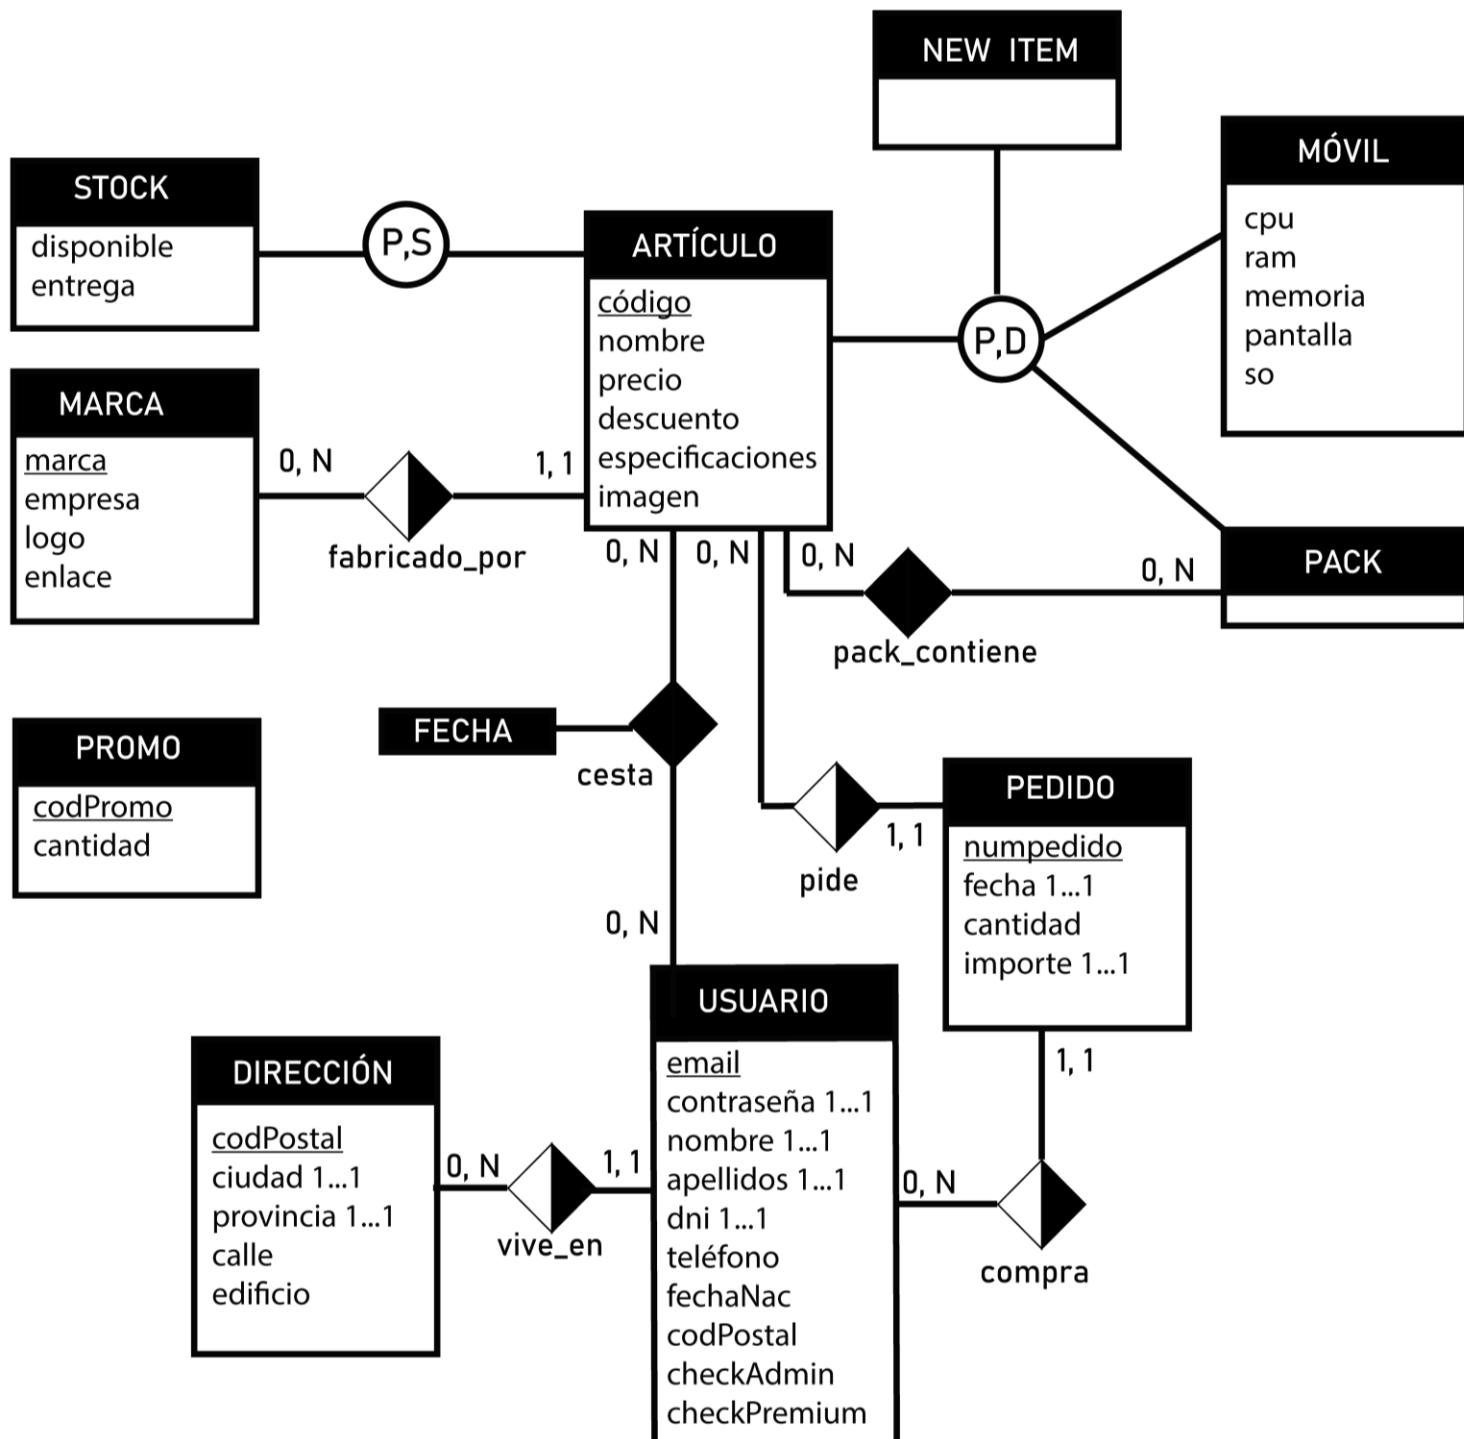 NEW ITEM
MÓVIL
cpu
ram
memoria
pantalla
so
STOCK
disponible
entrega
P,S
ARTÍCULO
código
nombre
precio
descuento
especificaciones
imagen
P,D
MARCA
marca
empresa
logo
enlace
0, N
1, 1
fabricado_por
0, N
0, N
0, N
0, N
pack_contiene
PACK
PROMO
codPromo
cantidad
FECHA
cesta
0, N
pide
1, 1
PEDIDO
numpedido
fecha 1...1
cantidad
importe 1...1
1, 1
USUARIO
email
contraseña 1...1
nombre 1...1
apellidos 1...1
dni 1...1
teléfono
fechaNac
codPostal
checkAdmin
checkPremium
DIRECCIÓN
codPostal
ciudad 1...1
provincia 1...1
calle
edificio
0, N
1, 1
vive_en
0, N
compra